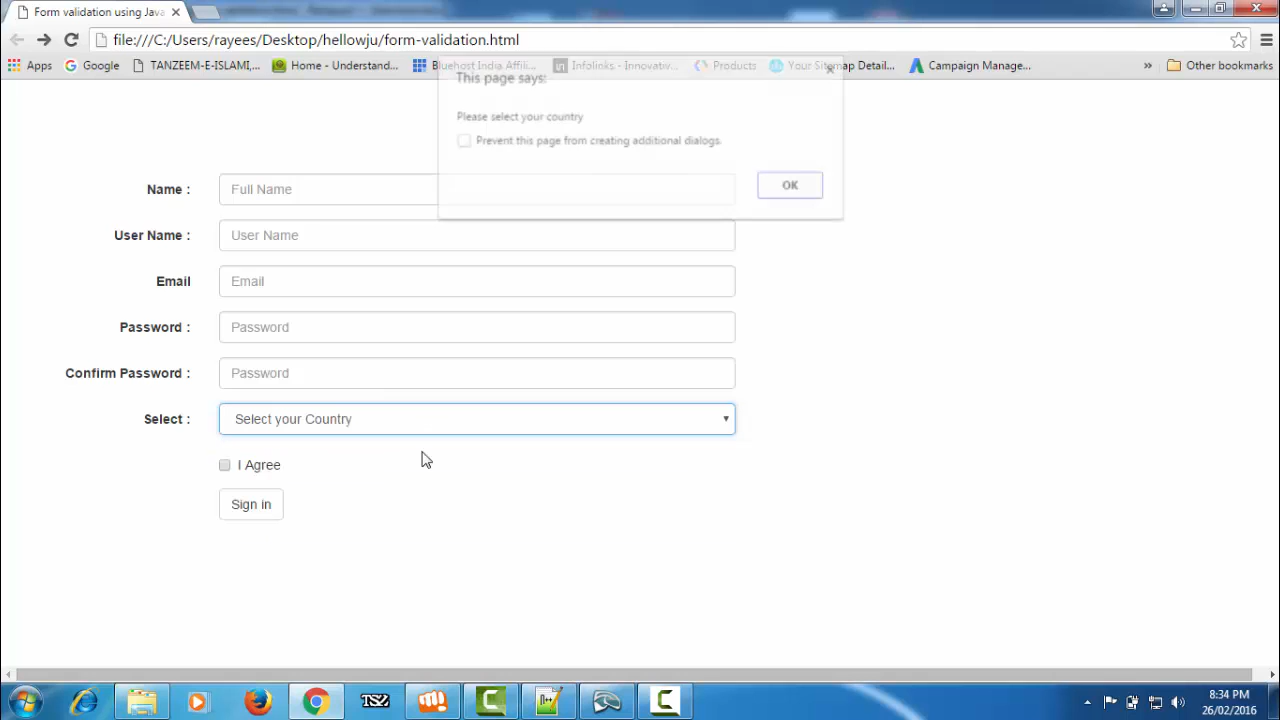 Form validation using Java
file:///C:/Users/rayees/Desktop/hellowju/form-validation.html
Apps
Google
TANZEEM-E-ISLAMI,...
Home - Understand...
Bluehost India Affili...
Infolinks - Innovativ...
Products
Your Sitemap Detail...
Campaign Manage...
»
Other bookmarks
This page says:
Please select your country
Prevent this page from creating additional dialogs.
OK
Name :
Full Name
User Name :
User Name
Email
Email
Password :
Password
Confirm Password :
Password
Select :
Select your Country
I Agree
Sign in
TS2
8:34 PM
26/02/2016